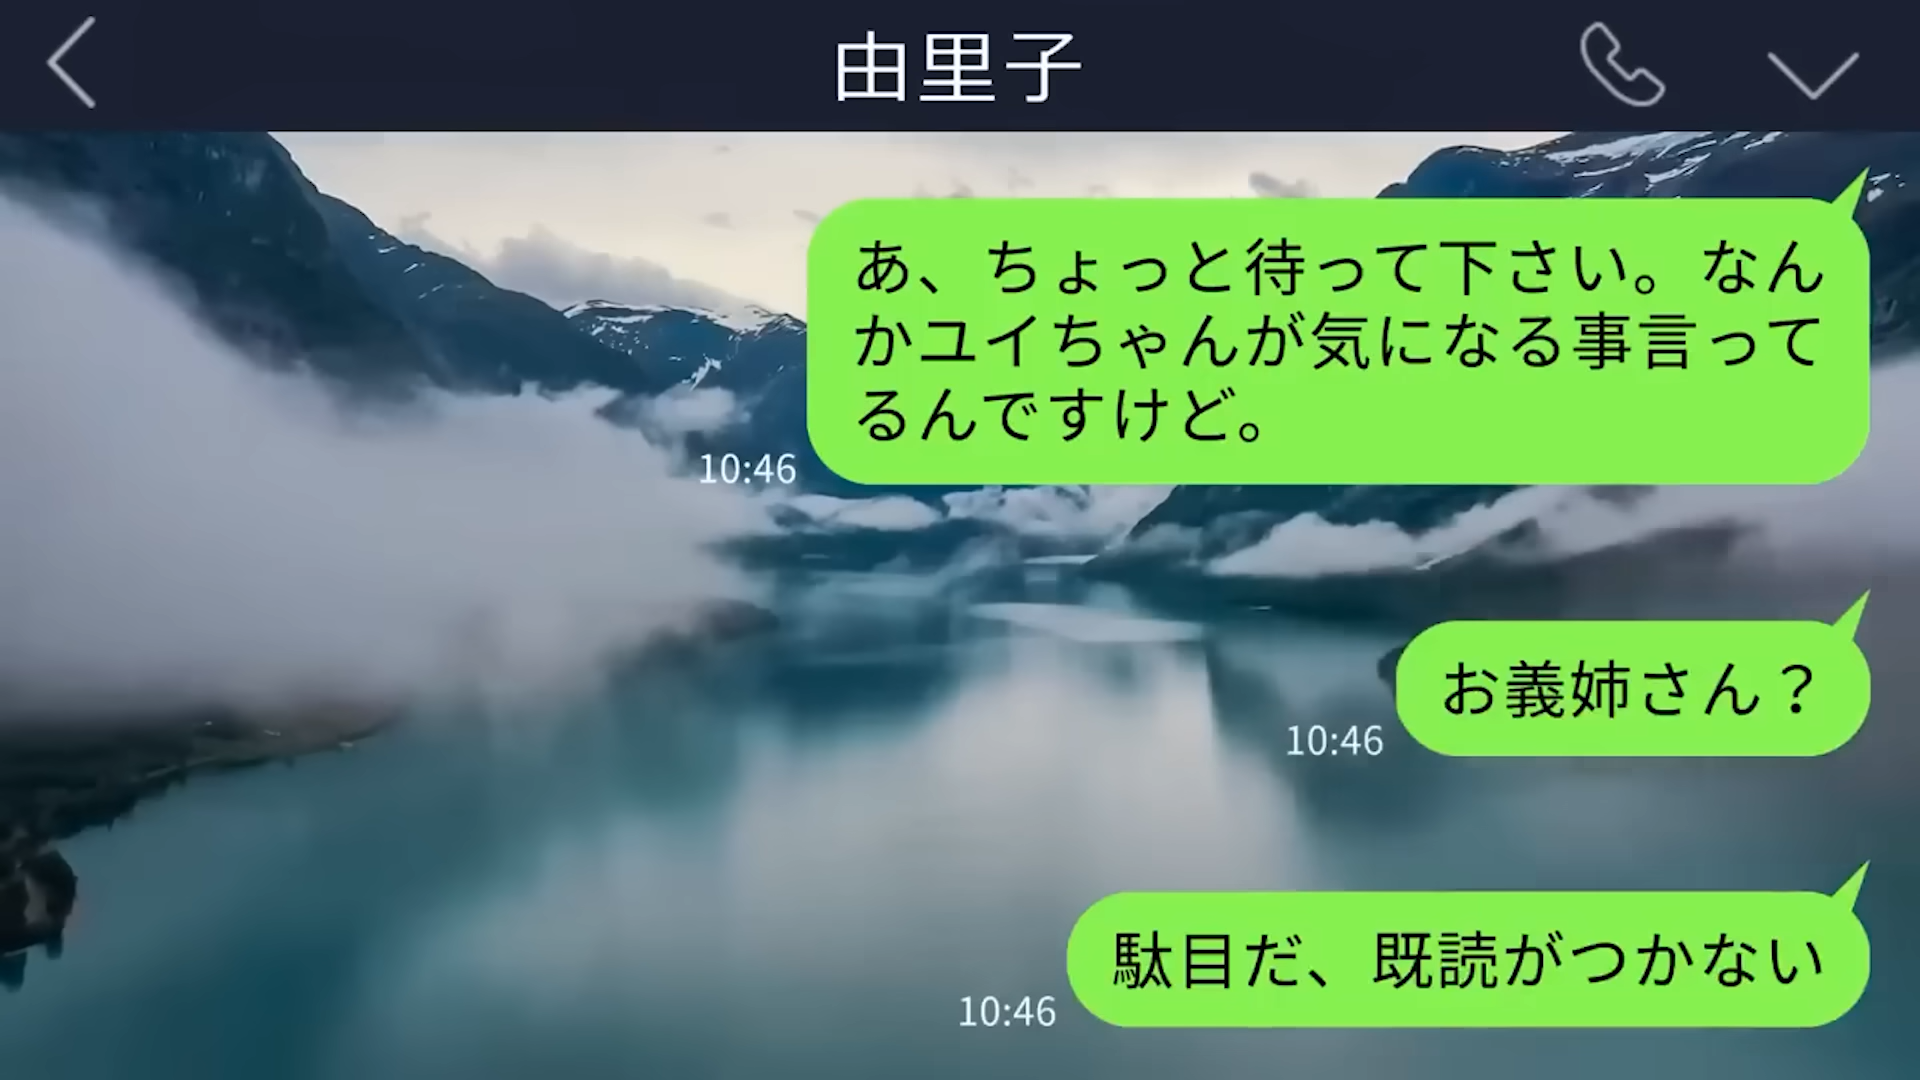 由里子
あ、ちょっと待って下さい。なん
かユイちゃんが気になる事言って
るんですけど。
10:46
お義姉さん？
10:46
駄目だ、既読がつかない
10:46